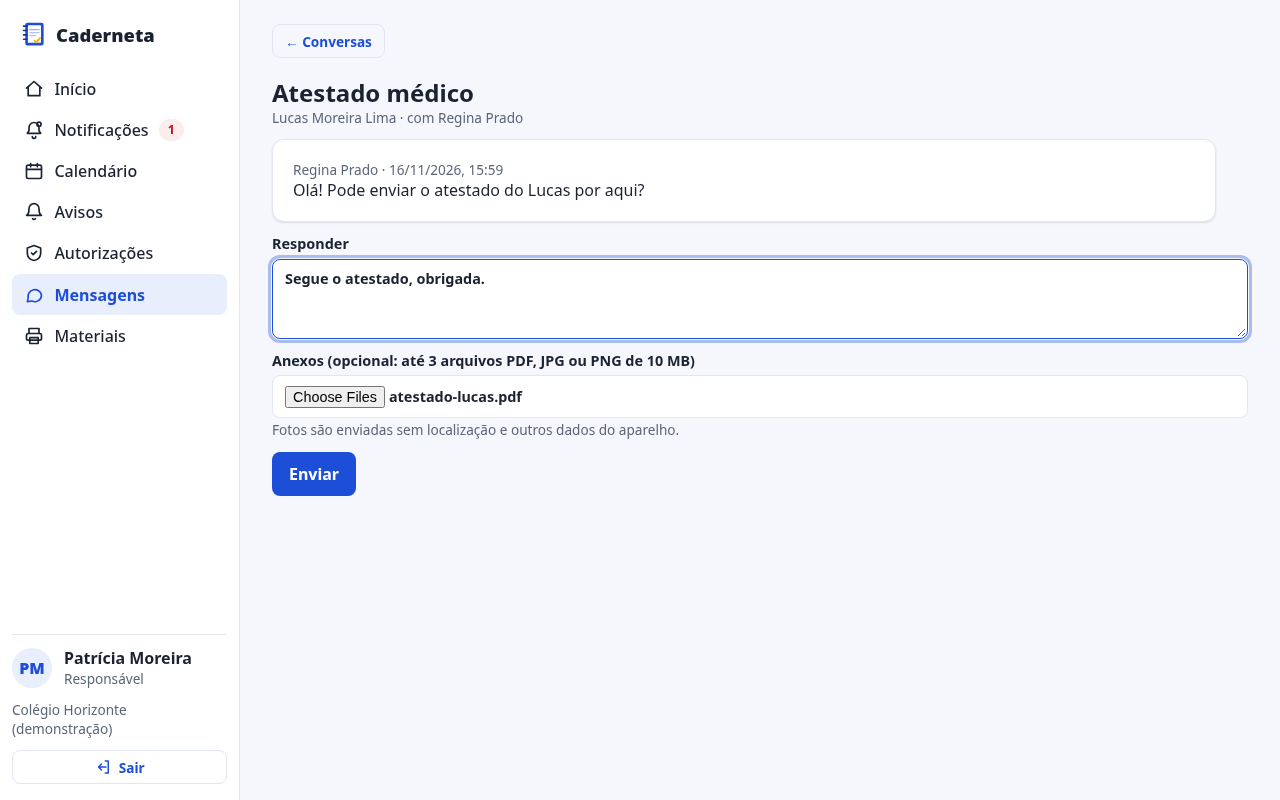 Caderneta
Início
Notificações 1
Calendário
Avisos
Autorizações
Mensagens
Materiais
PM
Patrícia Moreira
Responsável
Colégio Horizonte
(demonstração)
Sair
← Conversas
Atestado médico
Lucas Moreira Lima · com Regina Prado
Regina Prado · 16/11/2026, 15:59
Olá! Pode enviar o atestado do Lucas por aqui?
Responder
Segue o atestado, obrigada.
Anexos (opcional: até 3 arquivos PDF, JPG ou PNG de 10 MB)
Choose Files atestado-lucas.pdf
Fotos são enviadas sem localização e outros dados do aparelho.
Enviar